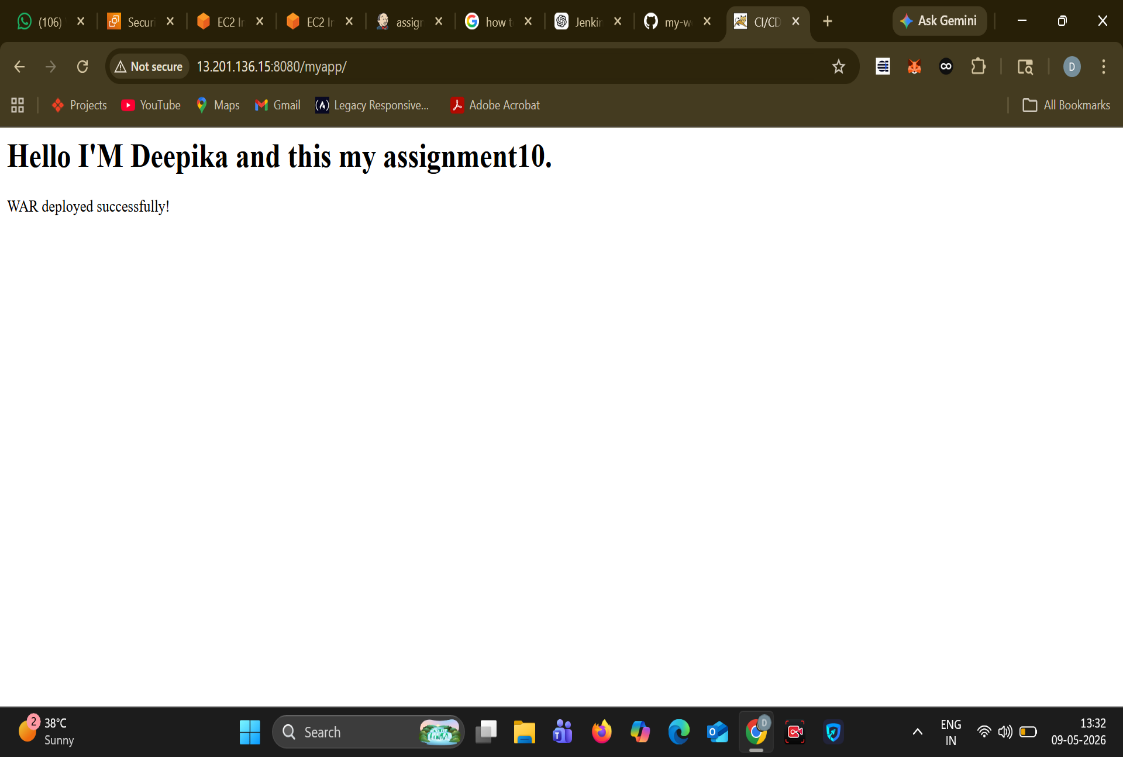 (106)
Securi
EC2 In
EC2 In
assign
how t
Jenkin
my-w
CI/CD
Ask Gemini
Not secure
13.201.136.15:8080/myapp/
D
Projects
YouTube
Maps
Gmail
Legacy Responsive...
Adobe Acrobat
All Bookmarks
Hello I'M Deepika and this my assignment10.
WAR deployed successfully!
2
38°C
Sunny
Search
D
ENG
IN
13:32
09-05-2026